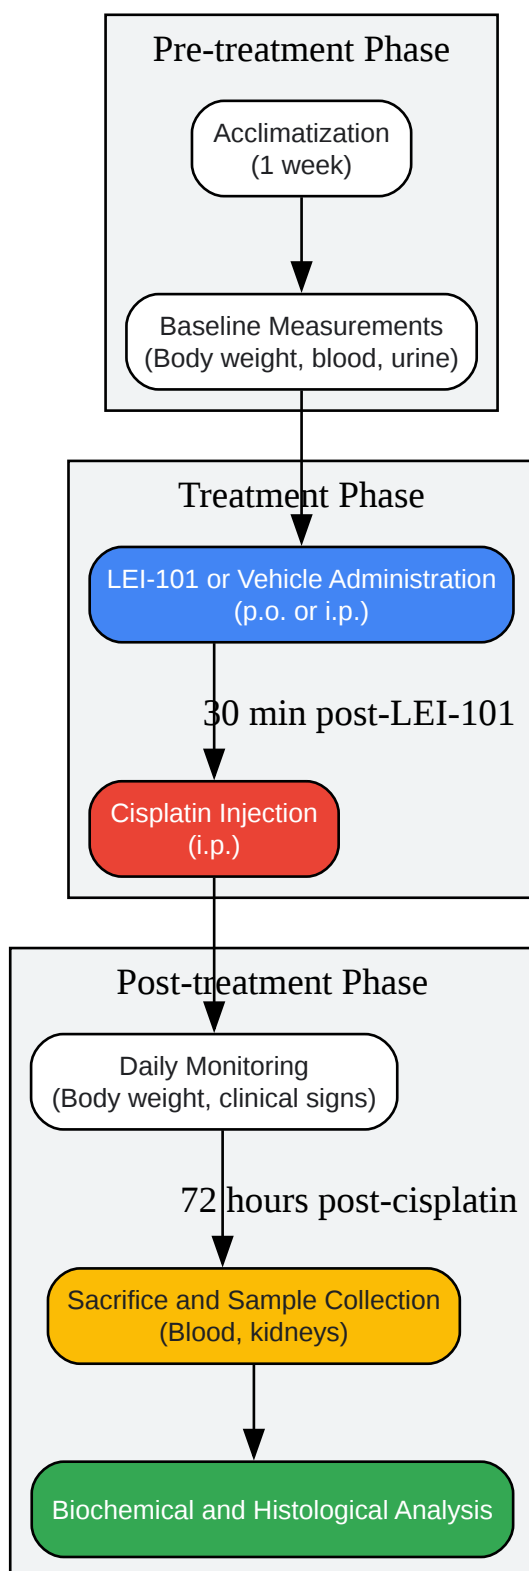 Pre-treatment Phase
Acclimatization
(1 week)
Baseline Measurements
(Body weight, blood, urine)
Treatment Phase
LEI-101 or Vehicle Administration
(p.o. or i.p.)
30 min post-LEI-101
Cisplatin Injection
(i.p.)
Post-treatment Phase
Daily Monitoring
(Body weight, clinical signs)
72 hours post-cisplatin
Sacrifice and Sample Collection
(Blood, kidneys)
Biochemical and Histological Analysis